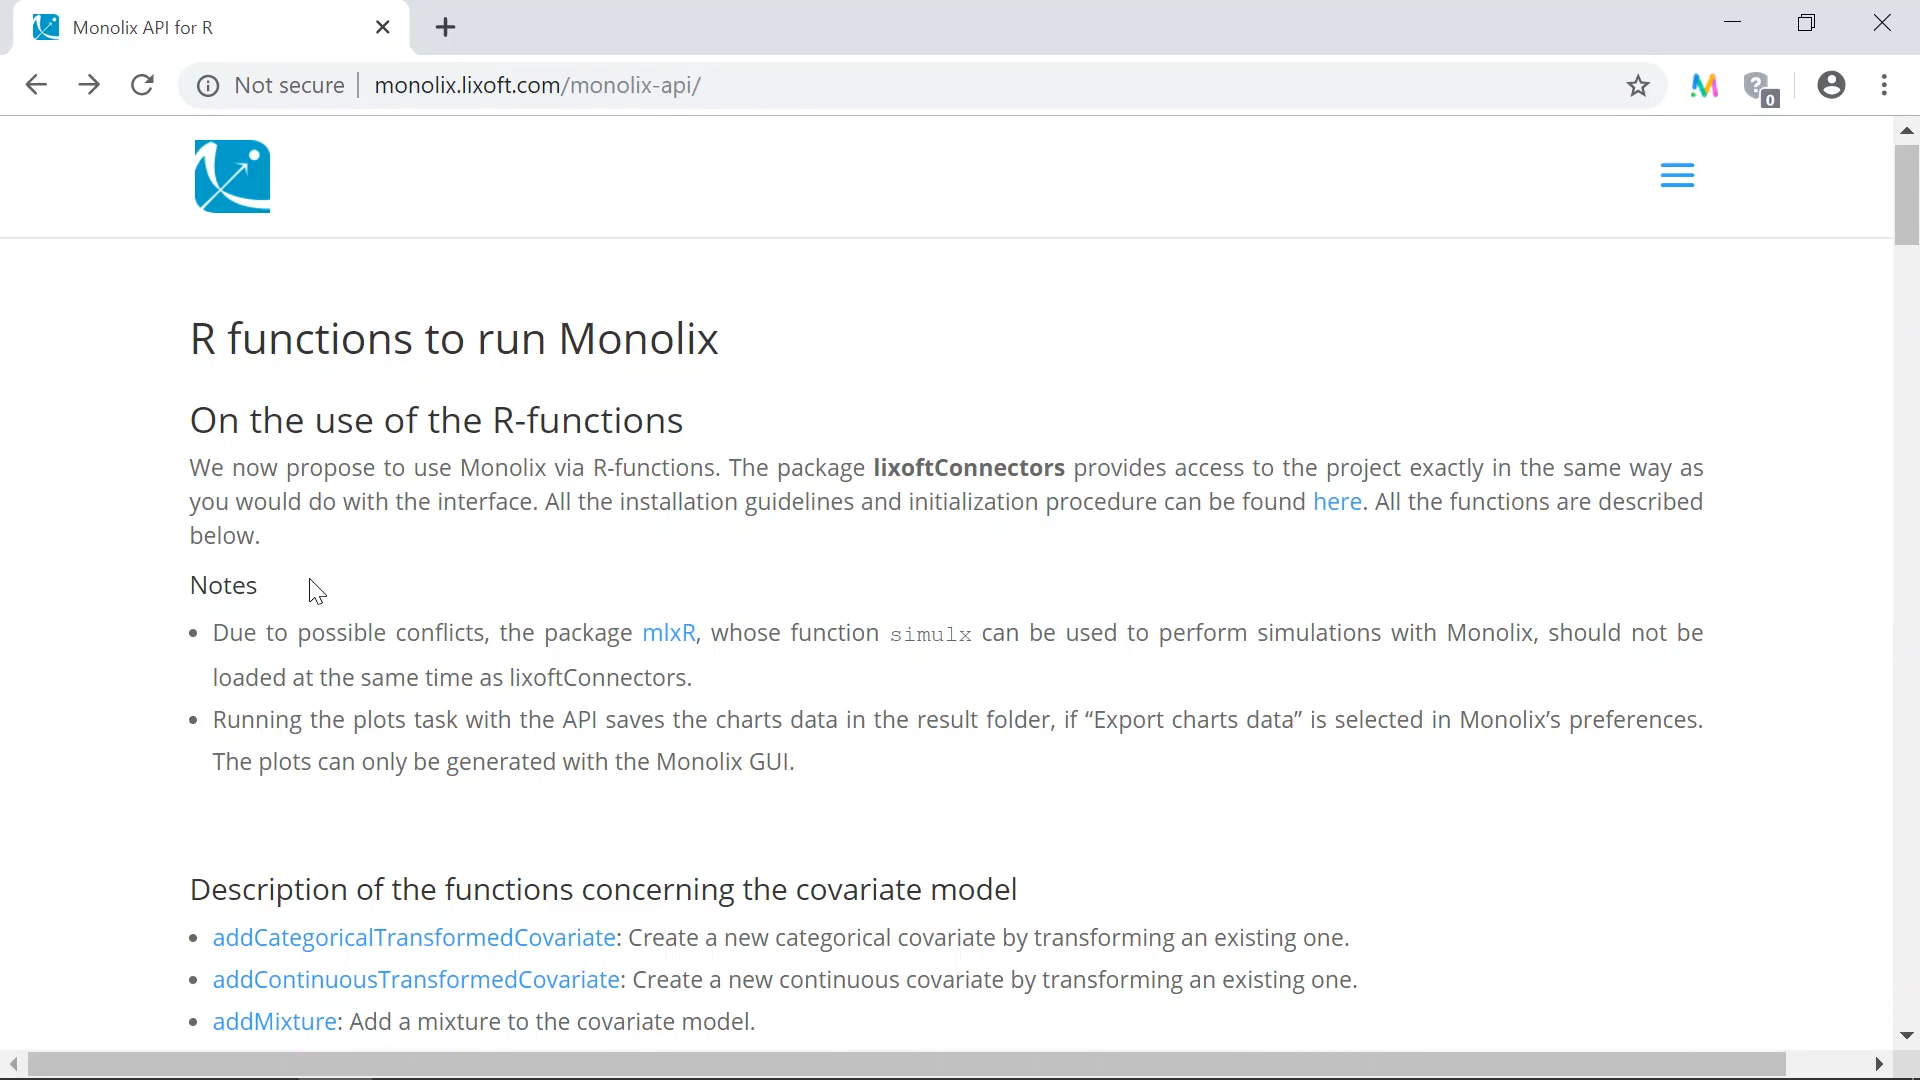 Monolix API for R
Not secure
monolix.lixoft.com/monolix-api/
0
R functions to run Monolix
On the use of the R-functions
We now propose to use Monolix via R-functions. The package lixoftConnectors provides access to the project exactly in the same way as
you would do with the interface. All the installation guidelines and initialization procedure can be found here. All the functions are described
below.
Notes
• Due to possible conflicts, the package mlxR, whose function simulx can be used to perform simulations with Monolix, should not be
loaded at the same time as lixoftConnectors.
• Running the plots task with the API saves the charts data in the result folder, if “Export charts data” is selected in Monolix’s preferences.
The plots can only be generated with the Monolix GUI.
Description of the functions concerning the covariate model
• addCategoricalTransformedCovariate: Create a new categorical covariate by transforming an existing one.
• addContinuousTransformedCovariate: Create a new continuous covariate by transforming an existing one.
• addMixture: Add a mixture to the covariate model.